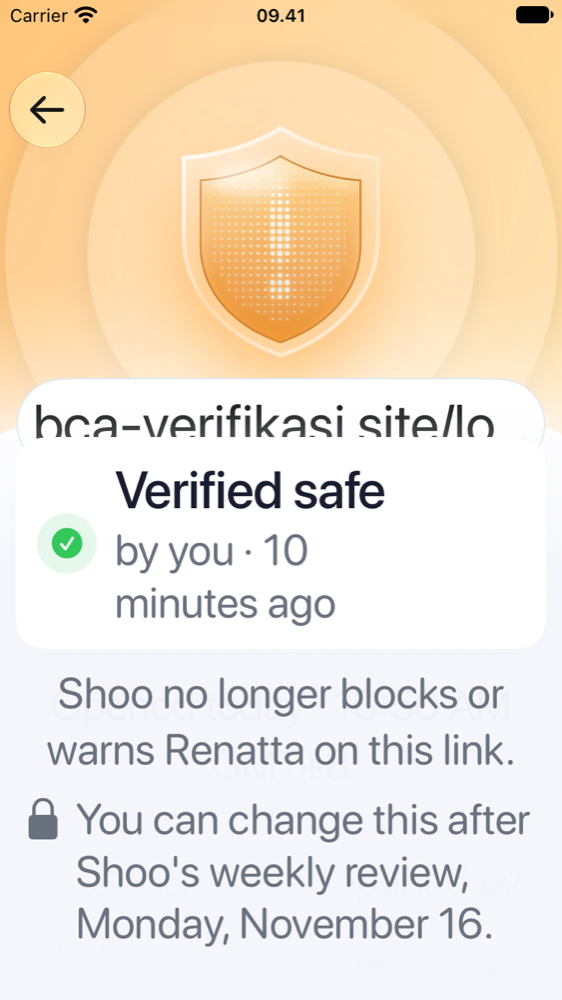 Carrier
09.41
bca-verifikasi.site/lo...
Verified safe
by you · 10
minutes ago
Shoo no longer blocks or
warns Renatta on this link.
You can change this after
Shoo's weekly review,
Monday, November 16.